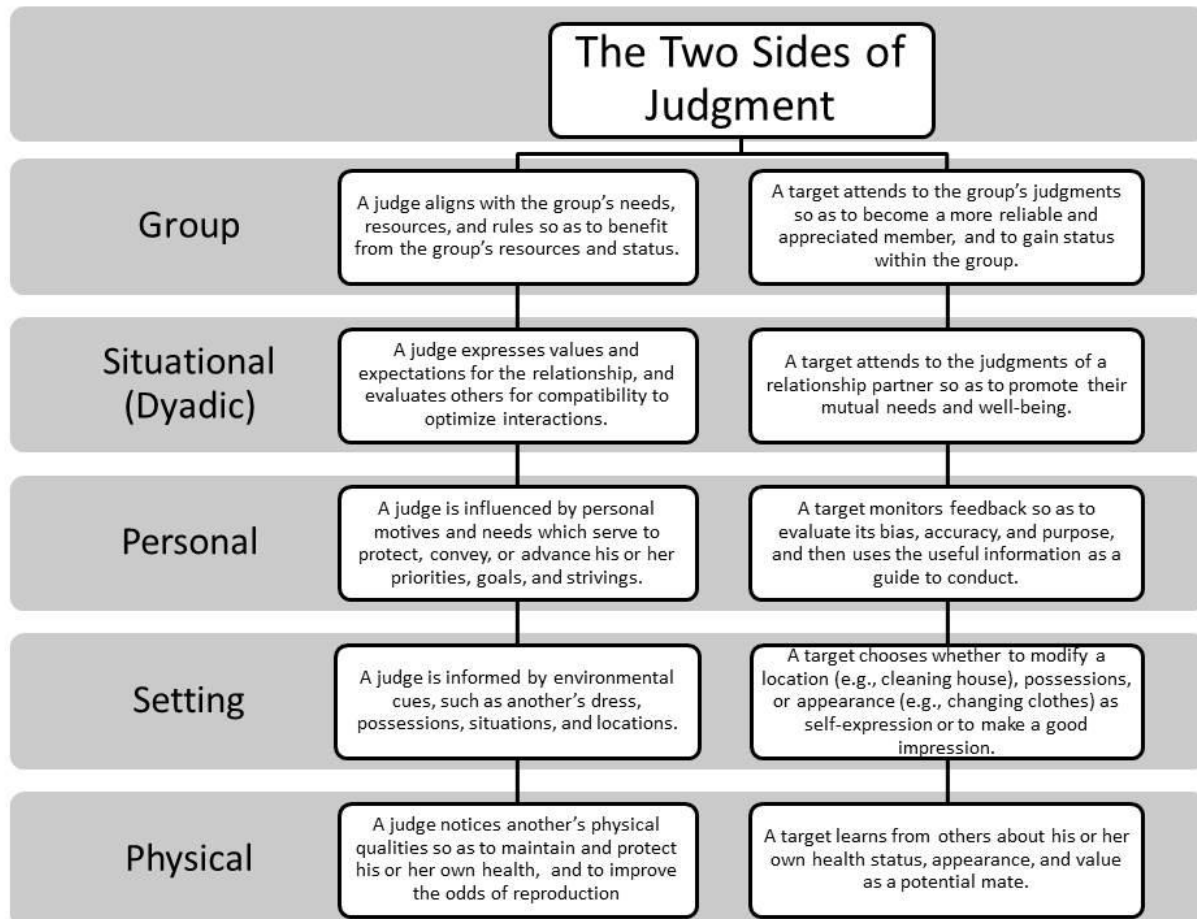 The Two Sides of
Judgment
Group
A judge aligns with the group's needs,
resources, and rules so as to benefit
from the group's resources and status.
A target attends to the group's judgments
so as to become a more reliable and
appreciated member, and to gain status
within the group.
Situational
(Dyadic)
A judge expresses values and
expectations for the relationship, and
evaluates others for compatibility to
optimize interactions.
A target attends to the judgments of a
relationship partner so as to promote their
mutual needs and well-being.
Personal
A judge is influenced by personal
motives and needs which serve to
protect, convey, or advance his or her
priorities, goals, and strivings.
A target monitors feedback so as to
evaluate its bias, accuracy, and purpose,
and then uses the useful information as a
guide to conduct.
Setting
A judge is informed by environmental
cues, such as another's dress,
possessions, situations, and locations.
A target chooses whether to modify a
location (e.g., cleaning house), possessions,
or appearance (e.g., changing clothes) as
self-expression or to make a good
impression.
Physical
A judge notices another's physical
qualities so as to maintain and protect
his or her own health, and to improve
the odds of reproduction
A target learns from others about his or her
own health status, appearance, and value
as a potential mate.